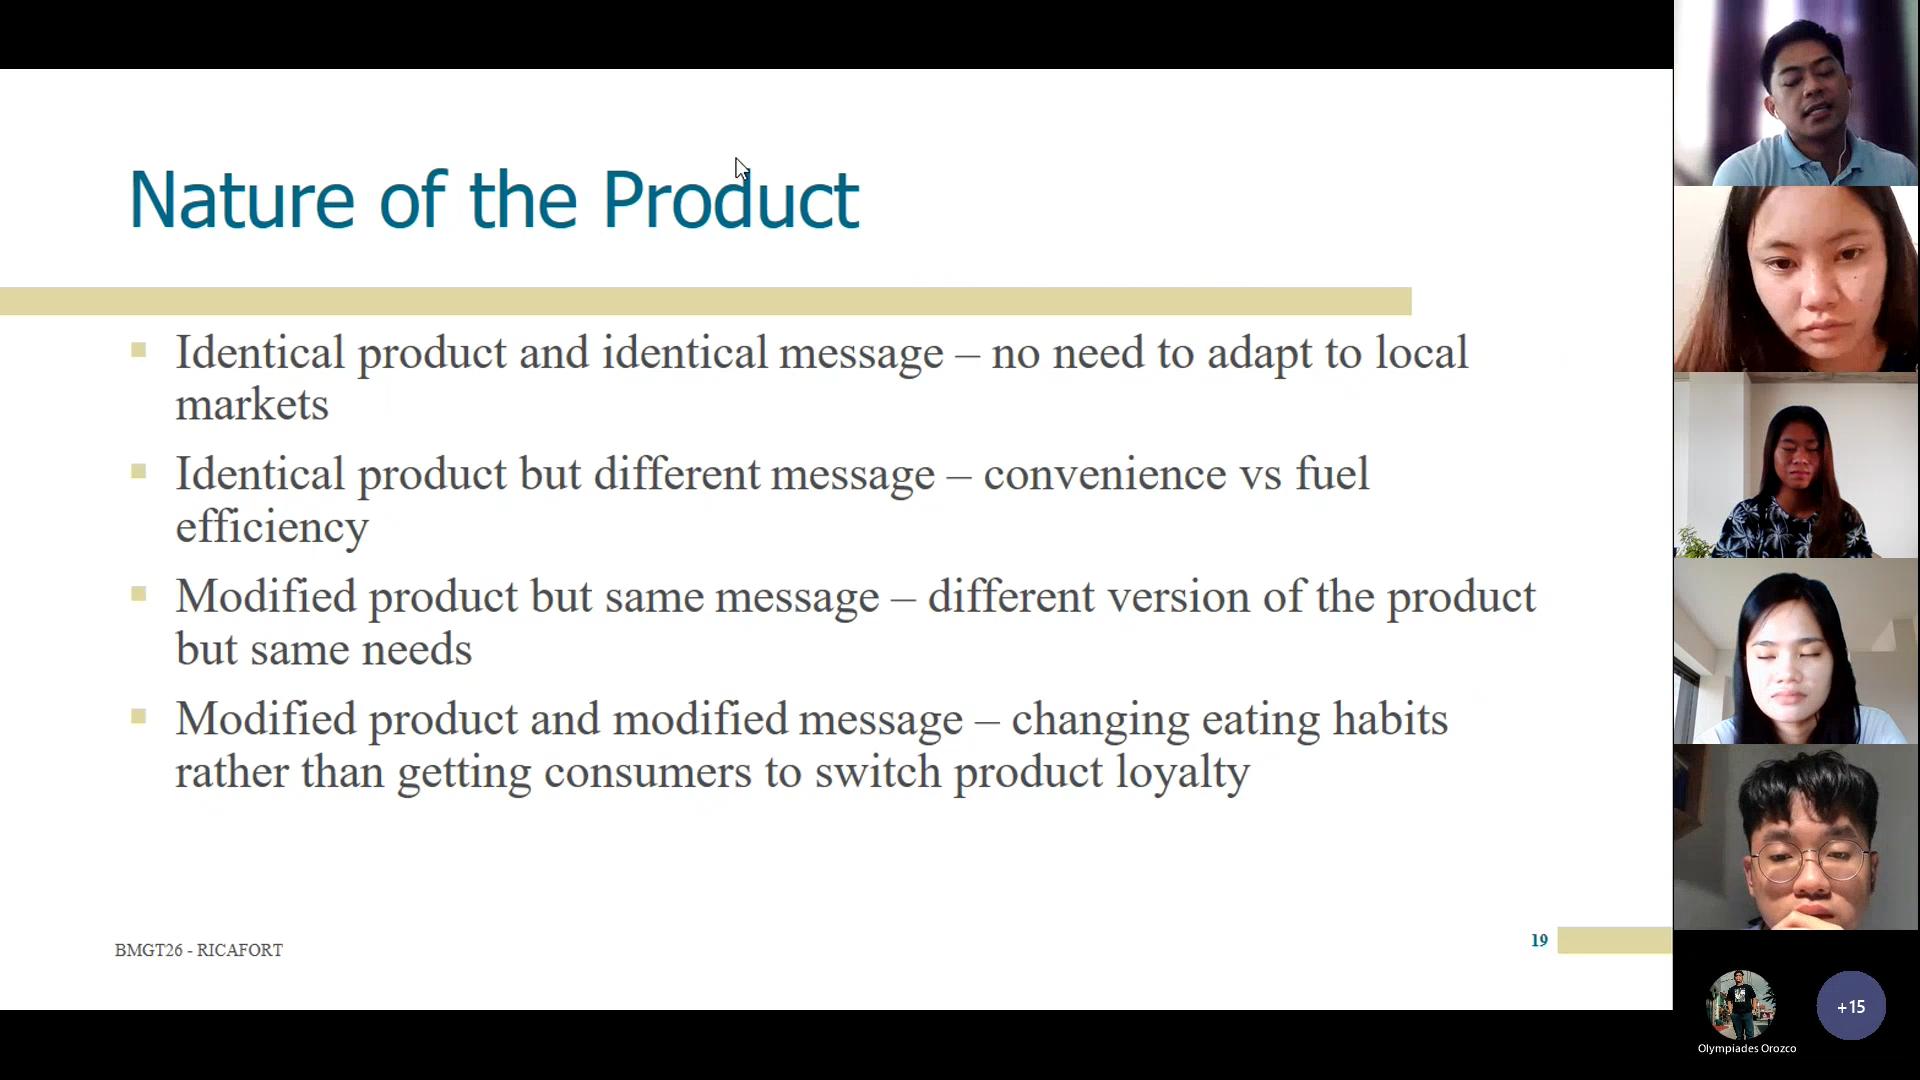 Nature of the Product
Identical product and identical message – no need to adapt to local
markets
Identical product but different message – convenience vs fuel
efficiency
Modified product but same message – different version of the product
but same needs
Modified product and modified message – changing eating habits
rather than getting consumers to switch product loyalty
BMGT26 - RICAFORT
19
+15
Olympiades Orozco